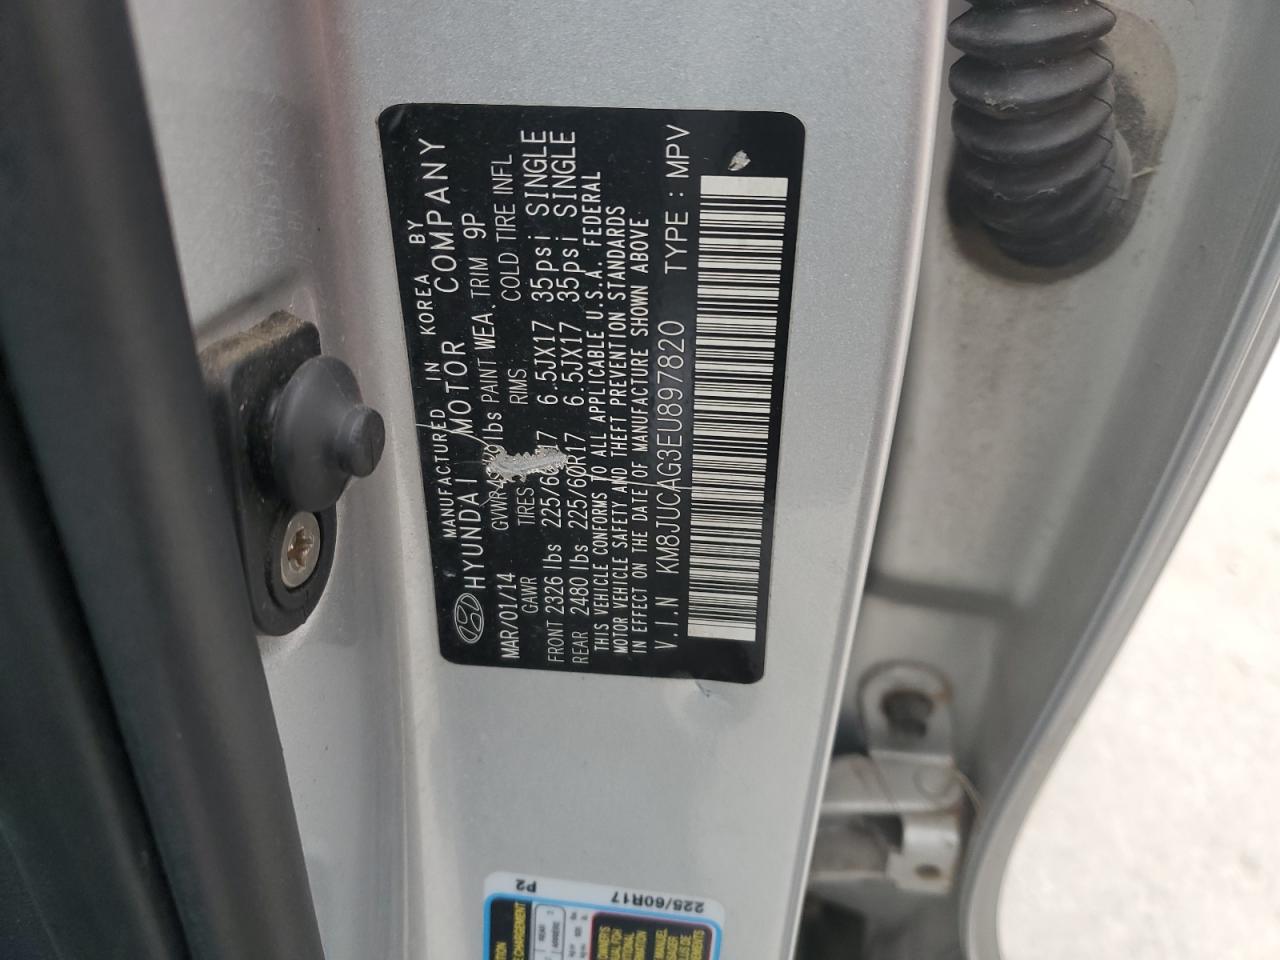 MANUFACTURED IN KOREA BY
HYUNDAI MOTOR COMPANY
MAR/01/14 PAINT WEA, TRIM 9P
GAWR TIRES RIMS COLD TIRE INFL
FRONT 2326 lbs 225/60R17 6.5JX17 35psi SINGLE
REAR 2480 lbs 225/60R17 6.5JX17 35psi SINGLE
THIS VEHICLE CONFORMS TO ALL APPLICABLE U.S.A. FEDERAL
MOTOR VEHICLE SAFETY AND THEFT PREVENTION STANDARDS
IN EFFECT ON THE DATE OF MANUFACTURE SHOWN ABOVE
V.I.N KM8JUCAG3EU897820 TYPE : MPV
P2
225/60R17